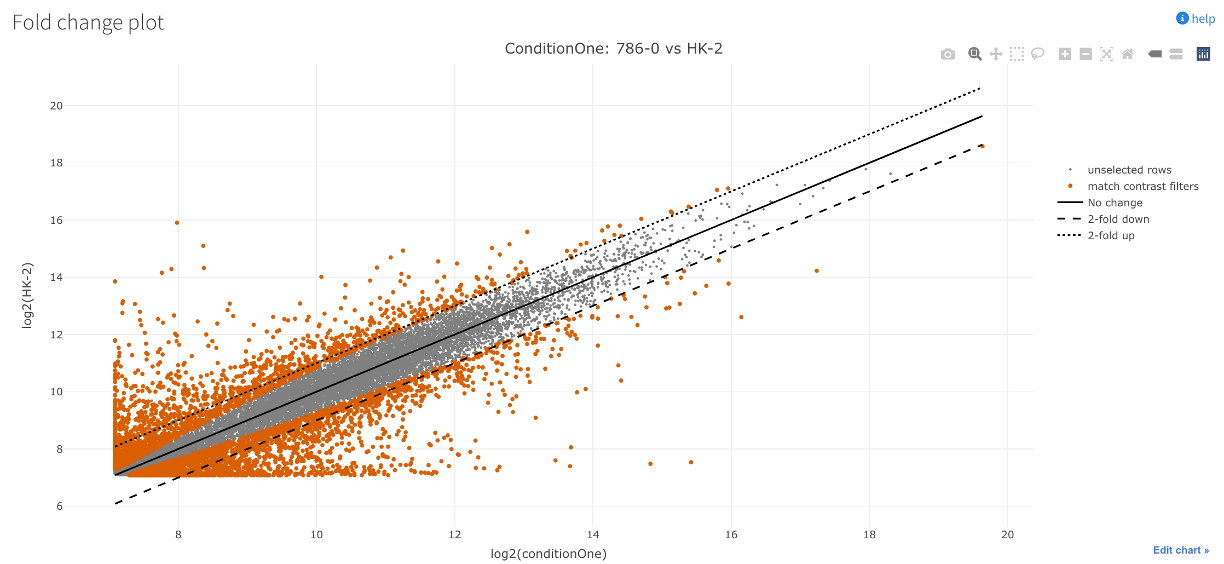 Fold change plot
help
ConditionOne: 786-0 vs HK-2
log2(HK-2)
20
18
16
14
12
10
8
6
8 10 12 14 16 18 20
log2(conditionOne)
unselected rows
match contrast filters
No change
2-fold down
2-fold up
Edit chart »